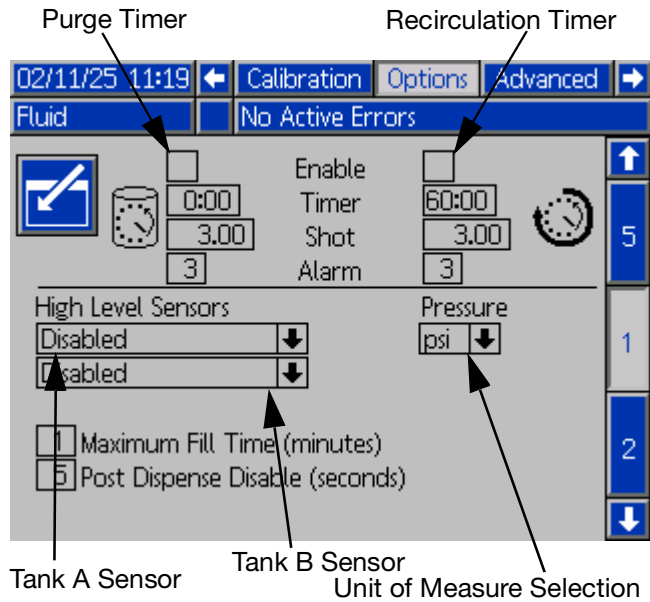 Purge Timer Recirculation Timer
02/11/25 11:19 Calibration Options Advanced
Fluid No Active Errors
Enable
0:00 Timer 60:00
3.00 Shot 3.00 5
3 Alarm 3
High Level Sensors Pressure
Disabled psi 1
Disabled
1 Maximum Fill Time (minutes) 2
5 Post Dispense Disable (seconds)
Tank A Sensor Tank B Sensor
Unit of Measure Selection